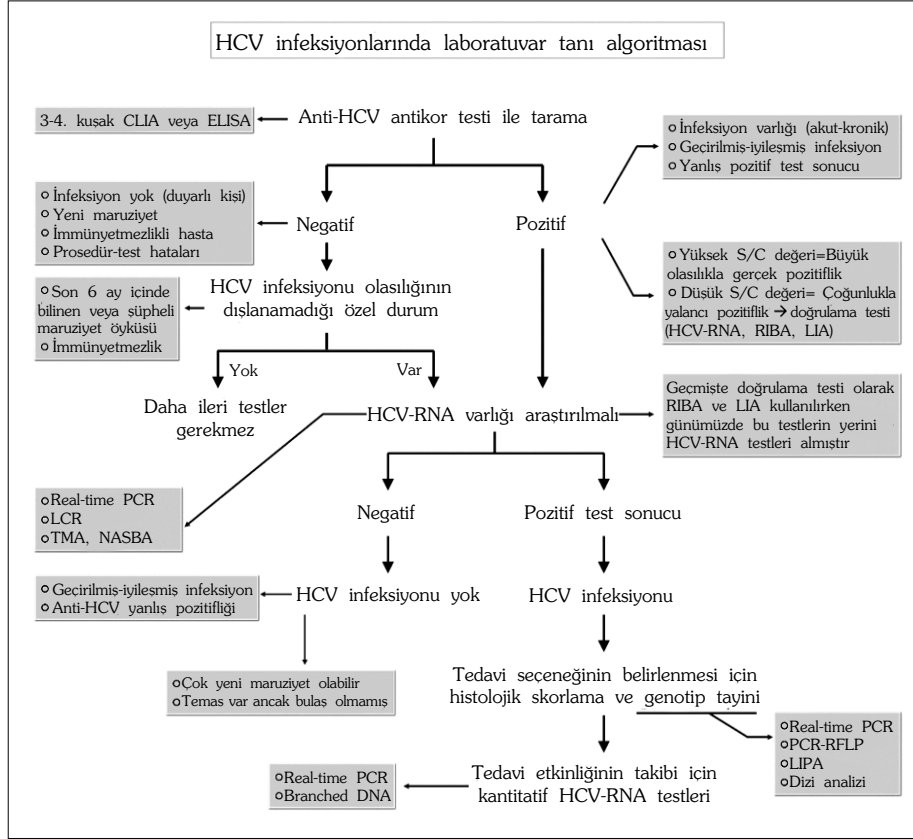 HCV infeksiyonlarında laboratuvar tanı algoritması
3-4. kuşak CLIA veya ELISA
Anti-HCV antikor testi ile tarama
İnfeksiyon varlığı (akut-kronik)
Geçirilmiş-iyileşmiş infeksiyon
Yanlış pozitif test sonucu
İnfeksiyon yok (duyarlı kişi)
Yeni maruziyet
İmmünyetmezlikli hasta
Prosedür-test hataları
Negatif
Pozitif
Yüksek S/C değeri=Büyük
olasılıkla gerçek pozitiflik
Düşük S/C değeri= Çoğunlukla
yalancı pozitiflik → doğrulama testi
(HCV-RNA, RIBA, LIA)
Son 6 ay içinde
bilinen veya şüpheli
maruziyet öyküsü
İmmünyetmezlik
HCV infeksiyonu olasılığının
dışlanamadığı özel durum
Yok
Var
Daha ileri testler
gerekmez
HCV-RNA varlığı araştırılmalı
Geçmişte doğrulama testi olarak
RIBA ve LIA kullanılırken
günümüzde bu testlerin yerini
HCV-RNA testleri almıştır
Real-time PCR
LCR
TMA, NASBA
Negatif
Pozitif test sonucu
Geçirilmiş-iyileşmiş infeksiyon
Anti-HCV yanlış pozitifliği
HCV infeksiyonu yok
HCV infeksiyonu
Çok yeni maruziyet olabilir
Temas var ancak bulaş olmamış
Tedavi seçeneğinin belirlenmesi için
histolojik skorlama ve genotip tayini
Real-time PCR
PCR-RFLP
LIPA
Dizi analizi
Real-time PCR
Branched DNA
Tedavi etkinliğinin takibi için
kantitatif HCV-RNA testleri